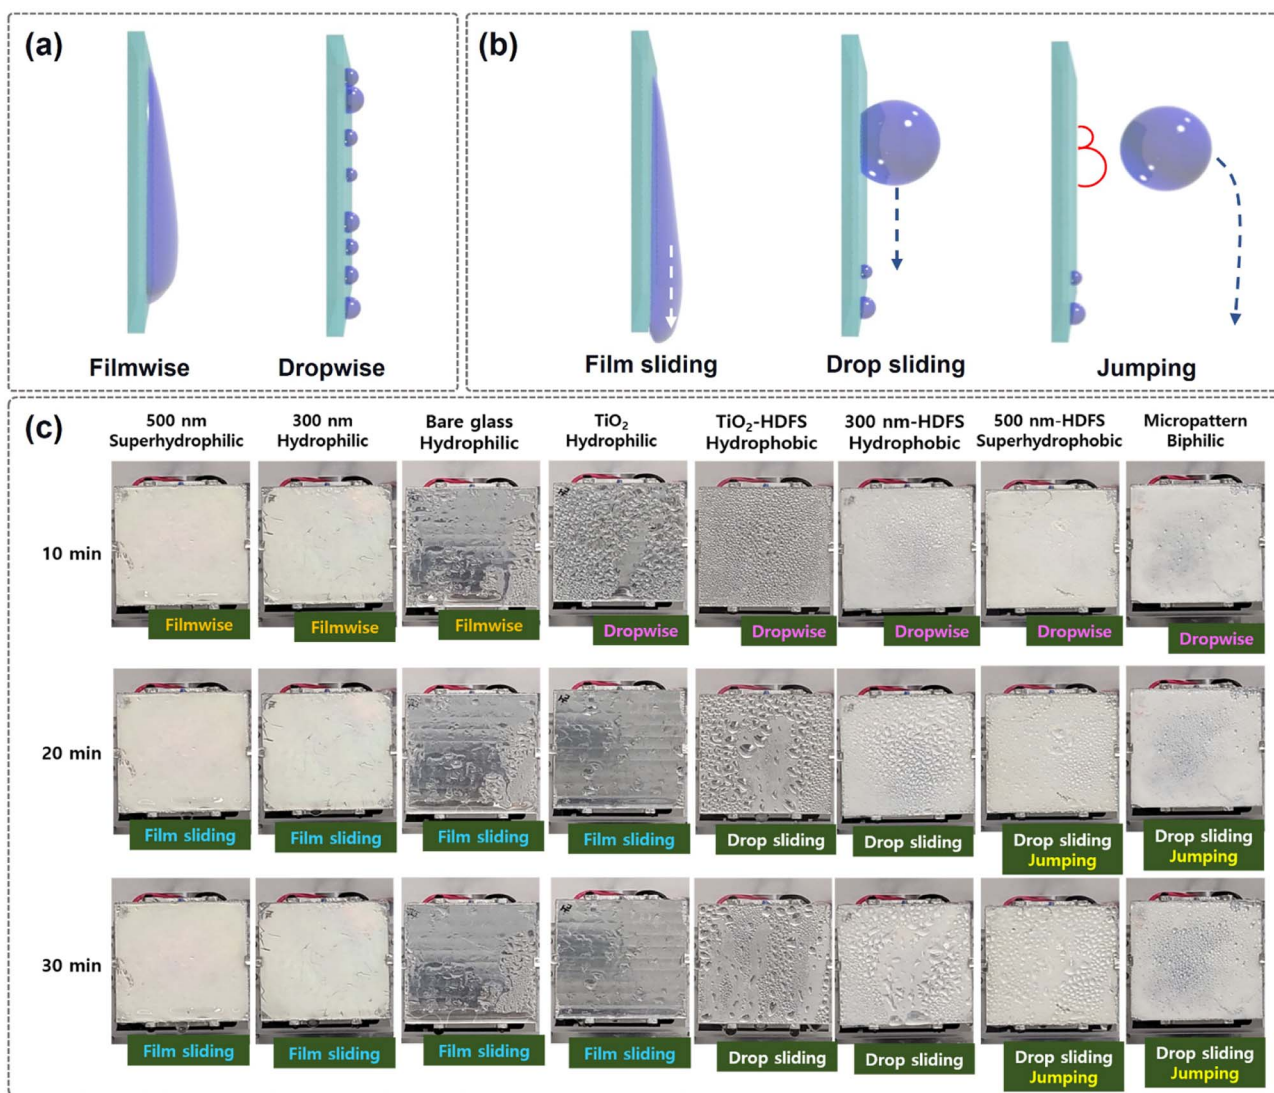 (a)
Filmwise Dropwise
(b)
Film sliding Drop sliding Jumping
(c)
500 nm
Superhydrophilic
300 nm
Hydrophilic
Bare glass
Hydrophilic
TiO₂
Hydrophilic
TiO₂-HDFS
Hydrophobic
300 nm-HDFS
Hydrophobic
500 nm-HDFS
Superhydrophobic
Micropattern
Biphilic
10 min
Filmwise Filmwise Filmwise Dropwise Dropwise Dropwise Dropwise Dropwise
20 min
Film sliding Film sliding Film sliding Film sliding Drop sliding Drop sliding Drop sliding Drop sliding
Jumping Jumping
30 min
Film sliding Film sliding Film sliding Film sliding Drop sliding Drop sliding Drop sliding Drop sliding
Jumping Jumping